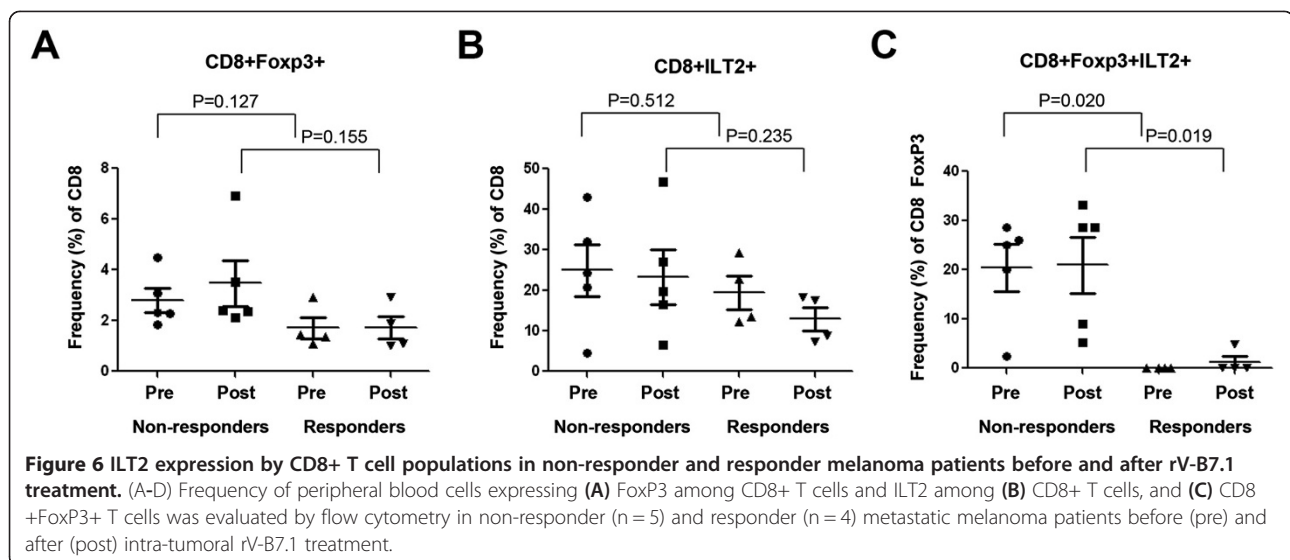 A
CD8+Foxp3+
P=0.127
P=0.155
Frequency (%) of CD8
8
6
4
2
0
Pre Post Pre Post
Non-responders Responders
B
CD8+ILT2+
P=0.512
P=0.235
Frequency (%) of CD8
50
40
30
20
10
0
Pre Post Pre Post
Non-responders Responders
C
CD8+Foxp3+ILT2+
P=0.020
P=0.019
Frequency (%) of CD8 FoxP3
40
30
20
10
0
Pre Post Pre Post
Non-responders Responders
Figure 6 ILT2 expression by CD8+ T cell populations in non-responder and responder melanoma patients before and after rV-B7.1
treatment. (A-D) Frequency of peripheral blood cells expressing (A) FoxP3 among CD8+ T cells and ILT2 among (B) CD8+ T cells, and (C) CD8
+FoxP3+ T cells was evaluated by flow cytometry in non-responder (n = 5) and responder (n = 4) metastatic melanoma patients before (pre) and
after (post) intra-tumoral rV-B7.1 treatment.